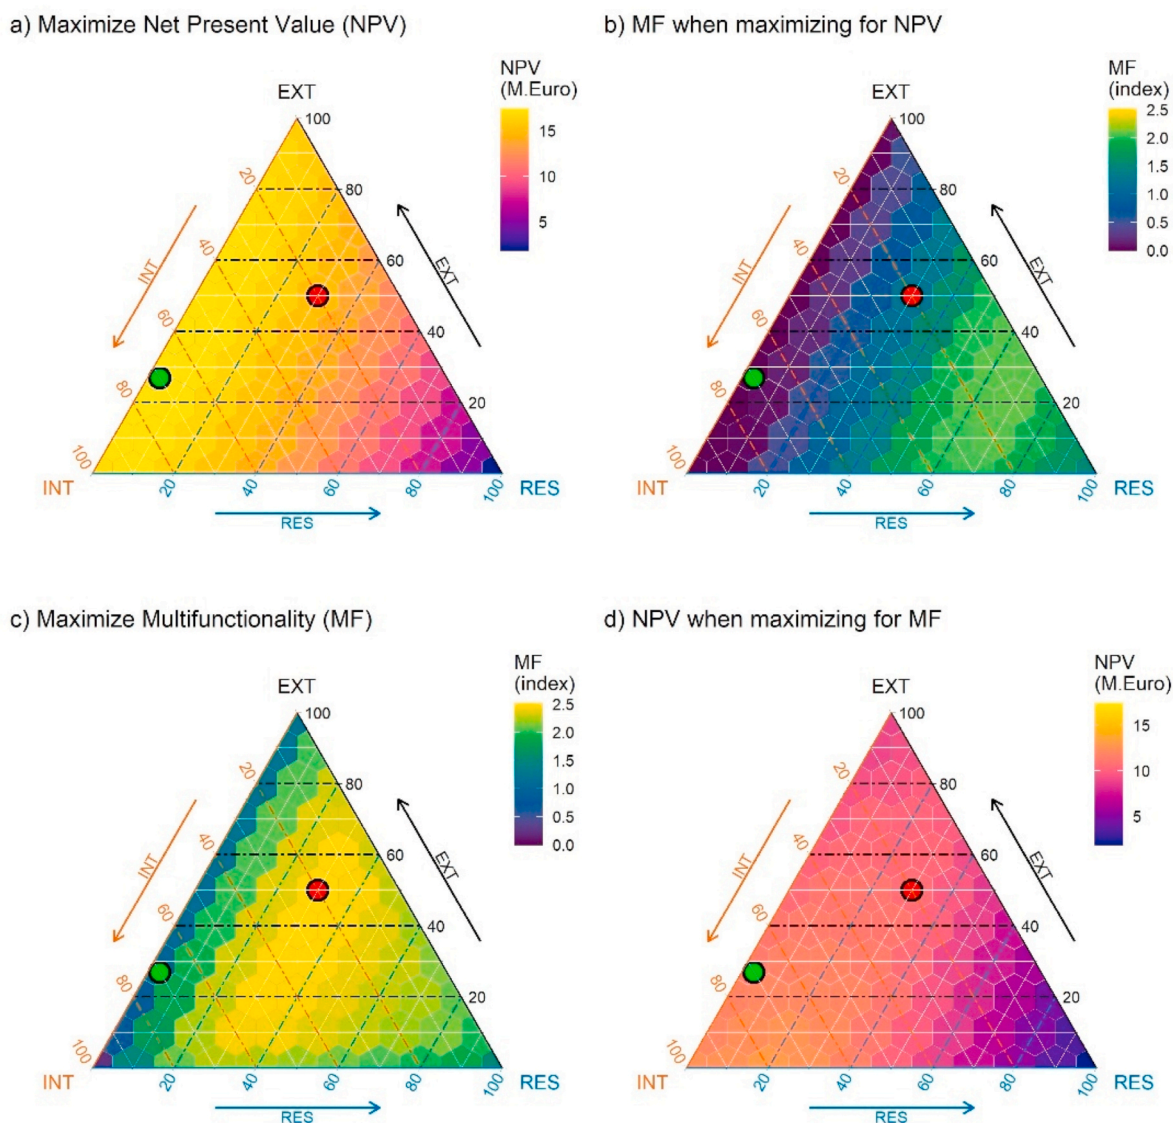 a) Maximize Net Present Value (NPV)
NPV
(M.Euro)
15
10
5
EXT
100
80
60
40
20
20
40
60
80
100
INT
EXT
INT
20
40
60
80
100
RES
RES
b) MF when maximizing for NPV
MF
(index)
2.5
2.0
1.5
1.0
0.5
0.0
EXT
100
80
60
40
20
20
40
60
80
100
INT
EXT
INT
20
40
60
80
100
RES
RES
c) Maximize Multifunctionality (MF)
MF
(index)
2.5
2.0
1.5
1.0
0.5
0.0
EXT
100
80
60
40
20
20
40
60
80
100
INT
EXT
INT
20
40
60
80
100
RES
RES
d) NPV when maximizing for MF
NPV
(M.Euro)
15
10
5
EXT
100
80
60
40
20
20
40
60
80
100
INT
EXT
INT
20
40
60
80
100
RES
RES